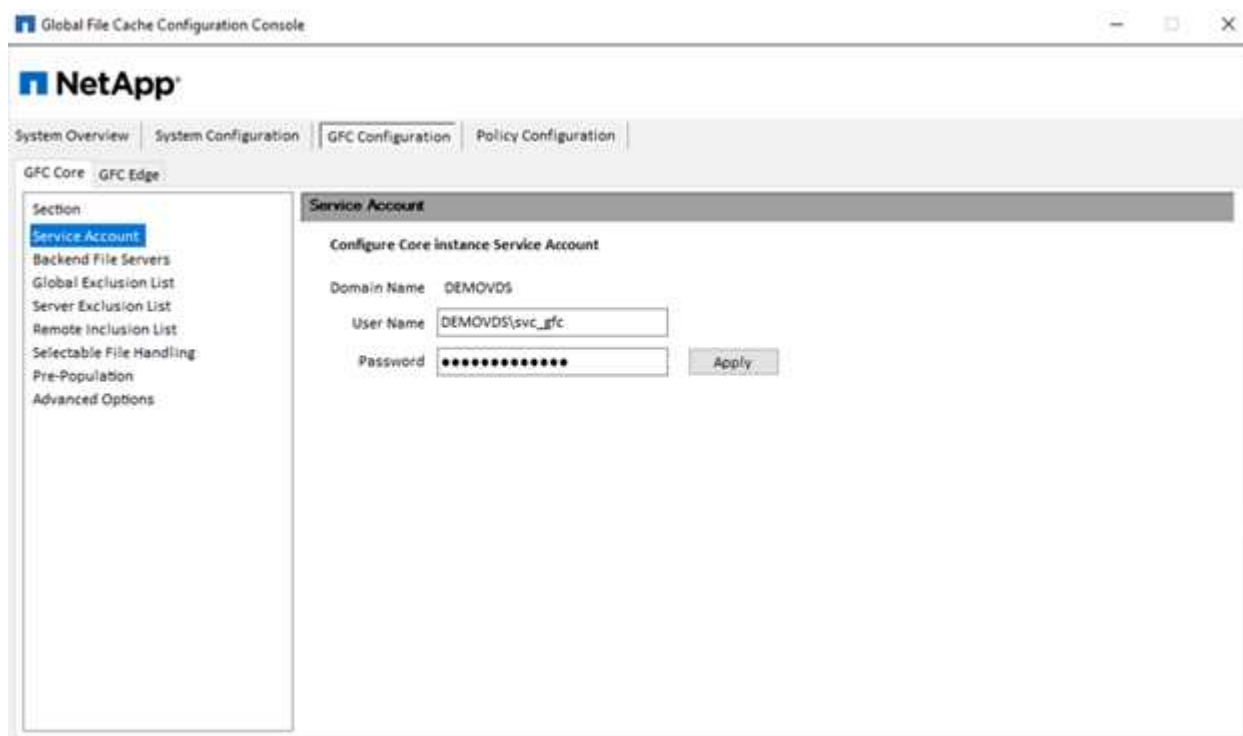 Global File Cache Configuration Console
NetApp
System Overview System Configuration GFC Configuration Policy Configuration
GFC Core GFC Edge
Section
Service Account
Backend File Servers
Global Exclusion List
Server Exclusion List
Remote Inclusion List
Selectable File Handling
Pre-Population
Advanced Options
Service Account
Configure Core instance Service Account
Domain Name DEMOVDS
User Name DEMOVDS\svc_gfc
Password ●●●●●●●●●●●●● Apply